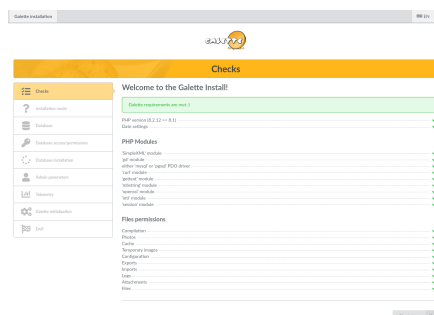 Galette installation
EN
GALETTE
Checks
Checks
Installation mode
Database
Database access/permissions
Database installation
Admin parameters
Telemetry
Galette initialisation
End
Welcome to the Galette Install!
Galette requirements are met :)
PHP version (8.2.12 >= 8.1)
Date settings
PHP Modules
'SimpleXML' module
'gd' module
either 'mysql' or 'pgsql' PDO driver
'curl' module
'gettext' module
'mbstring' module
'openssl' module
'intl' module
'session' module
Files permissions
Compilation
Photos
Cache
Temporary images
Configuration
Exports
Imports
Logs
Attachments
Files